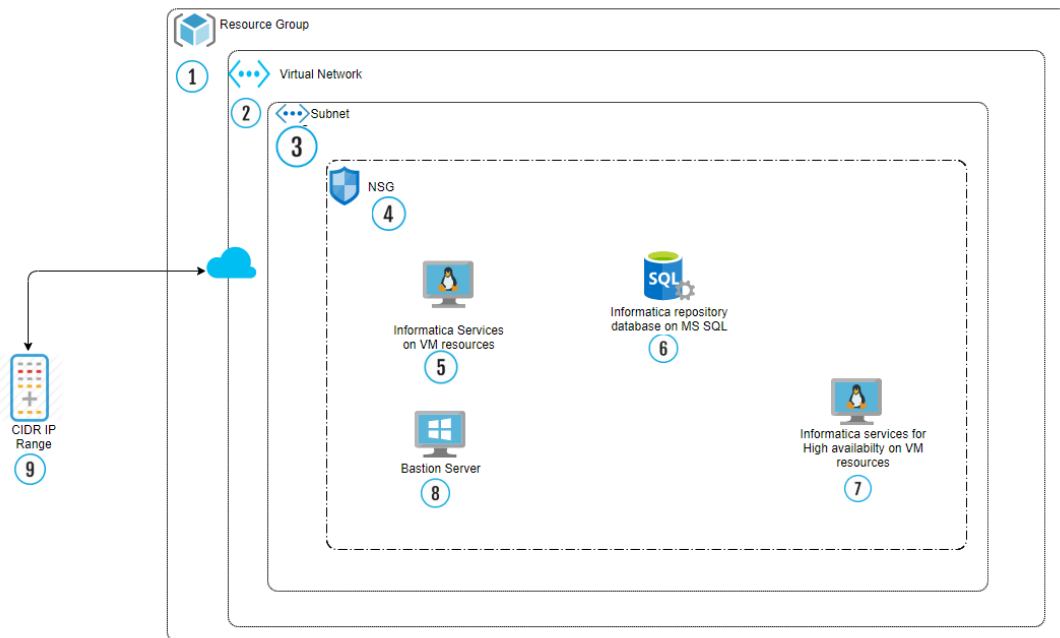 Resource Group
1
Virtual Network
2
Subnet
3
NSG
4
SQL
Informatica Services
on VM resources
5
Informatica repository
database on MS SQL
6
Informatica services for
High availabilty on VM
resources
7
Bastion Server
8
CIDR IP
Range
9